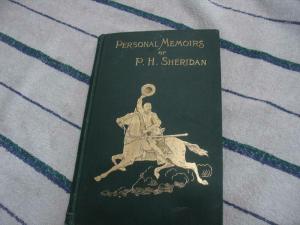 PERSONAL MEMOIRS
OF
P. H. SHERIDAN